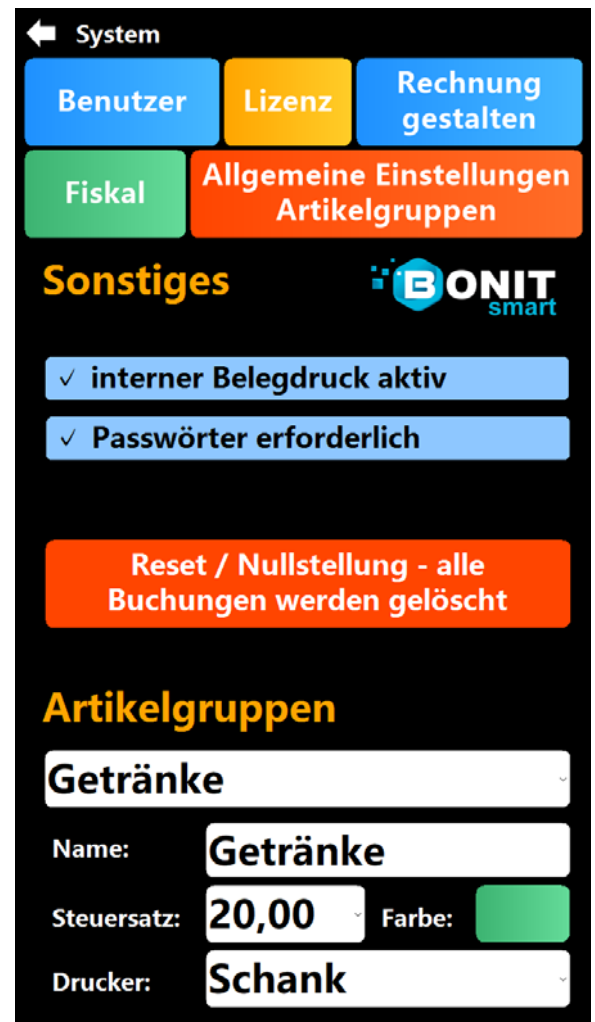 System
Benutzer
Lizenz
Rechnung
gestalten
Fiskal
Allgemeine Einstellungen
Artikelgruppen
Sonstiges
BONIT
smart
✓ interner Belegdruck aktiv
✓ Passwörter erforderlich
Reset / Nullstellung - alle
Buchungen werden gelöscht
Artikelgruppen
Getränke
Name: Getränke
Steuersatz: 20,00 Farbe:
Drucker: Schank